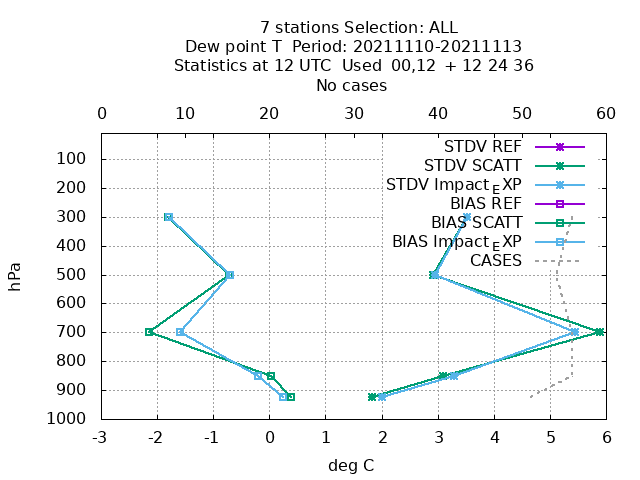 7 stations Selection: ALL
Dew point T  Period: 20211110-20211113
Statistics at 12 UTC  Used  00,12  + 12 24 36
No cases
0 10 20 23 32 40 50 60
STDV REF
STDV SCATT
STDV Impact_EXP
BIAS REF
BIAS SCATT
BIAS Impact_EXP
CASES
hPa
100
200
300
400
500
600
700
800
900
1000
-3 -2 -1 0 1 2 3 4 5 6
deg C